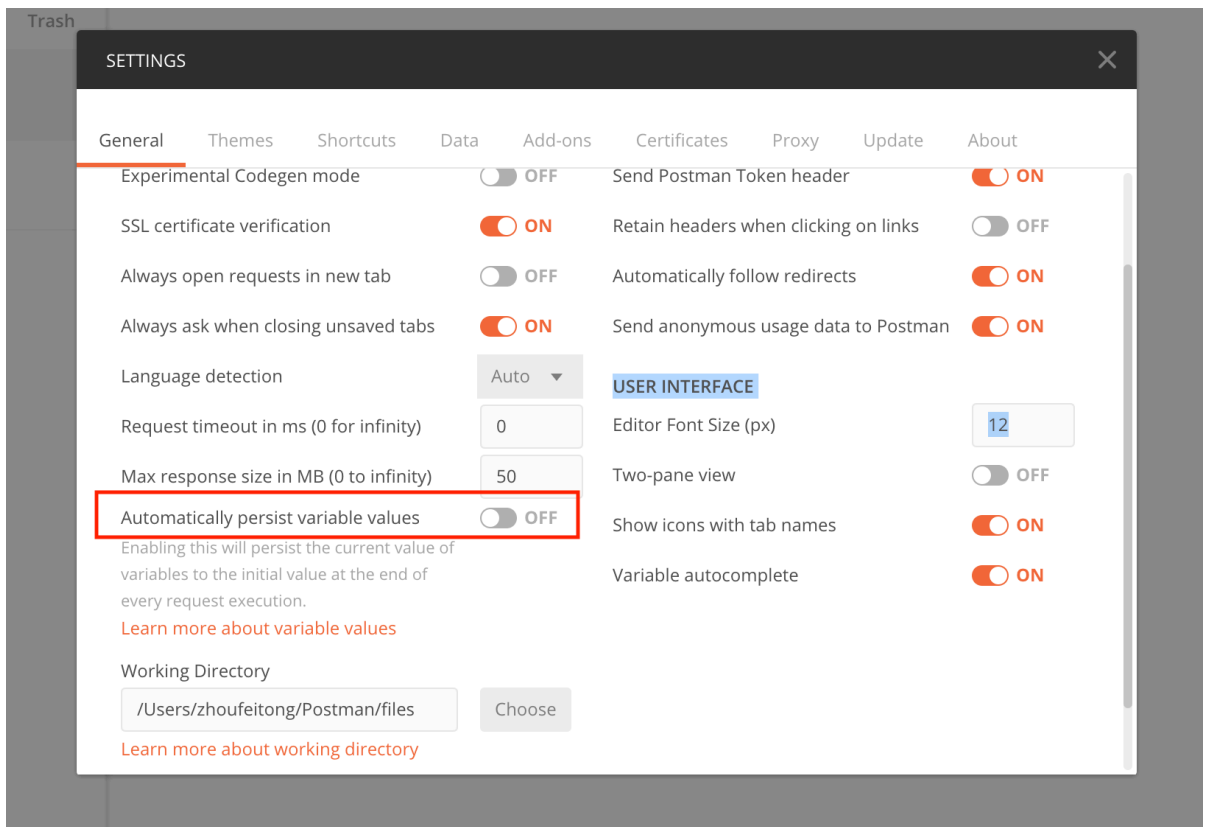 Trash
SETTINGS
General Themes Shortcuts Data Add-ons Certificates Proxy Update About
Experimental Codegen mode OFF
SSL certificate verification ON
Always open requests in new tab OFF
Always ask when closing unsaved tabs ON
Language detection Auto
Request timeout in ms (0 for infinity) 0
Max response size in MB (0 to infinity) 50
Automatically persist variable values OFF
Enabling this will persist the current value of
variables to the initial value at the end of
every request execution.
Learn more about variable values
Working Directory
/Users/zhoufeitong/Postman/files Choose
Learn more about working directory
Send Postman Token header ON
Retain headers when clicking on links OFF
Automatically follow redirects ON
Send anonymous usage data to Postman ON
USER INTERFACE
Editor Font Size (px) 12
Two-pane view OFF
Show icons with tab names ON
Variable autocomplete ON